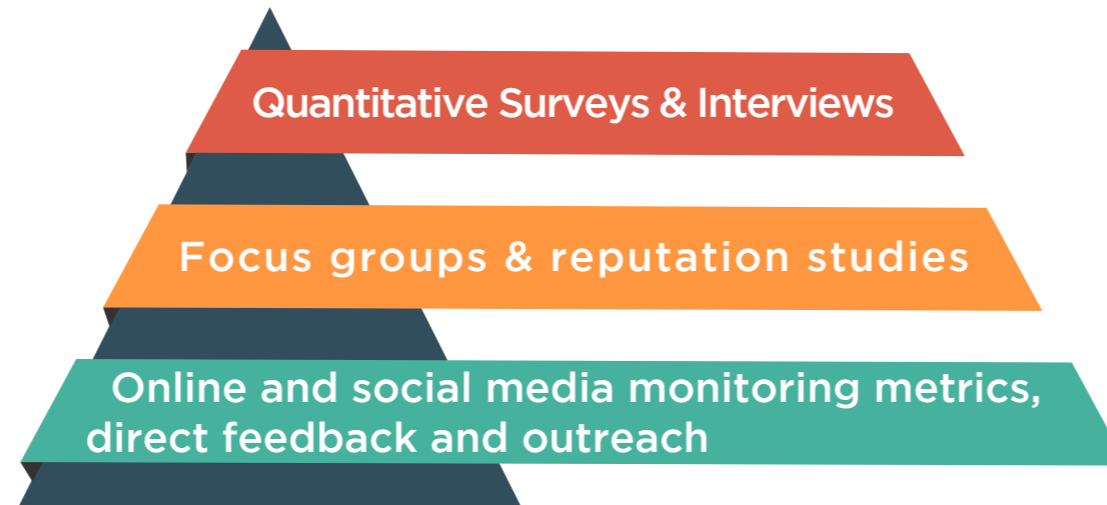 Quantitative Surveys & Interviews
Focus groups & reputation studies
Online and social media monitoring metrics,
direct feedback and outreach